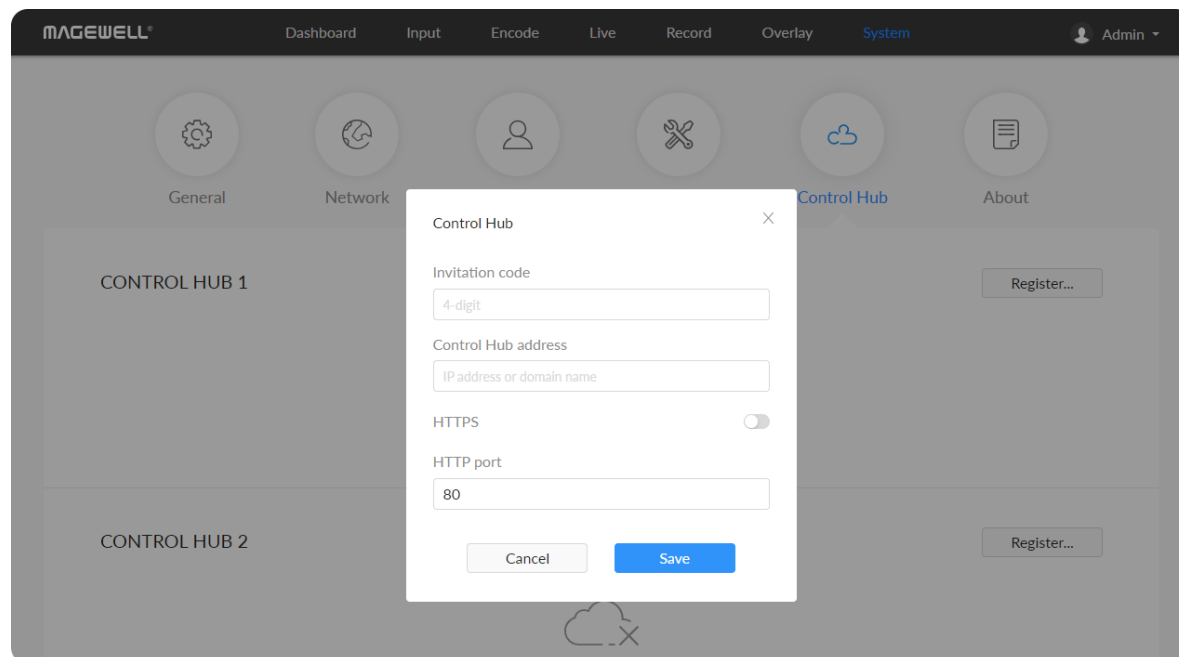 MAGEWELL®
Dashboard Input Encode Live Record Overlay System Admin
General Network Control Hub About
Control Hub
Invitation code
4-digit
Control Hub address
IP address or domain name
HTTPS
HTTP port
80
Cancel Save
CONTROL HUB 1 Register...
CONTROL HUB 2 Register...